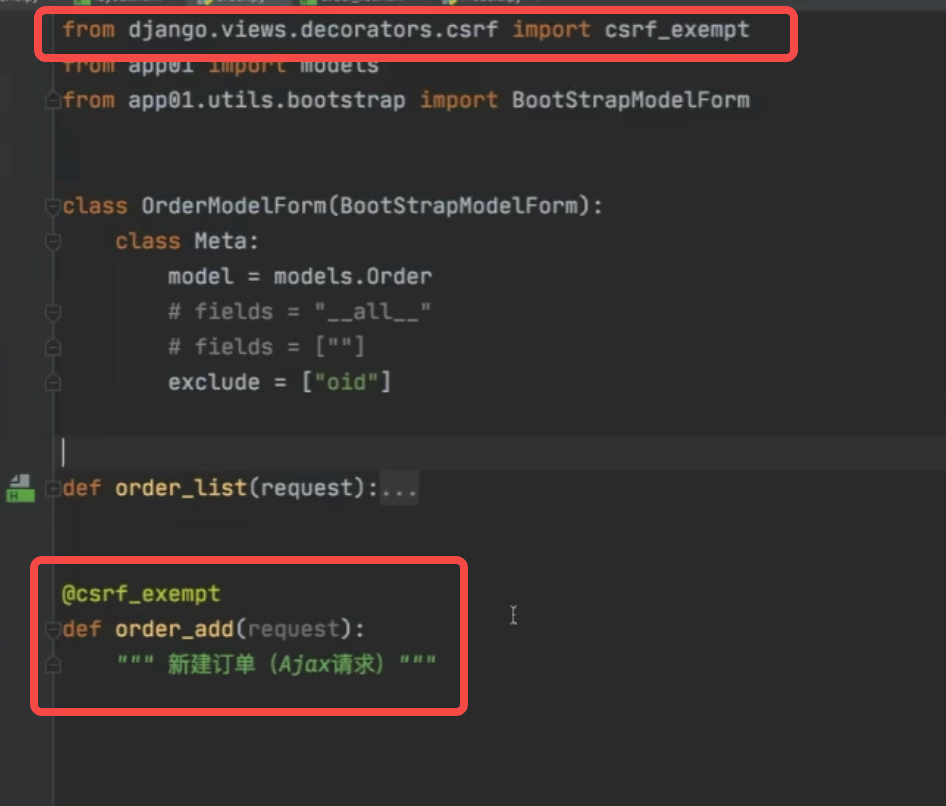 from django.views.decorators.csrf import csrf_exempt
from app01 import models
from app01.utils.bootstrap import BootStrapModelForm
class OrderModelForm(BootStrapModelForm):
class Meta:
model = models.Order
# fields = "__all__"
# fields = [""]
exclude = ["oid"]
H
def order_list(request):...
@csrf_exempt
def order_add(request):
""" 新建订单（Ajax请求）"""